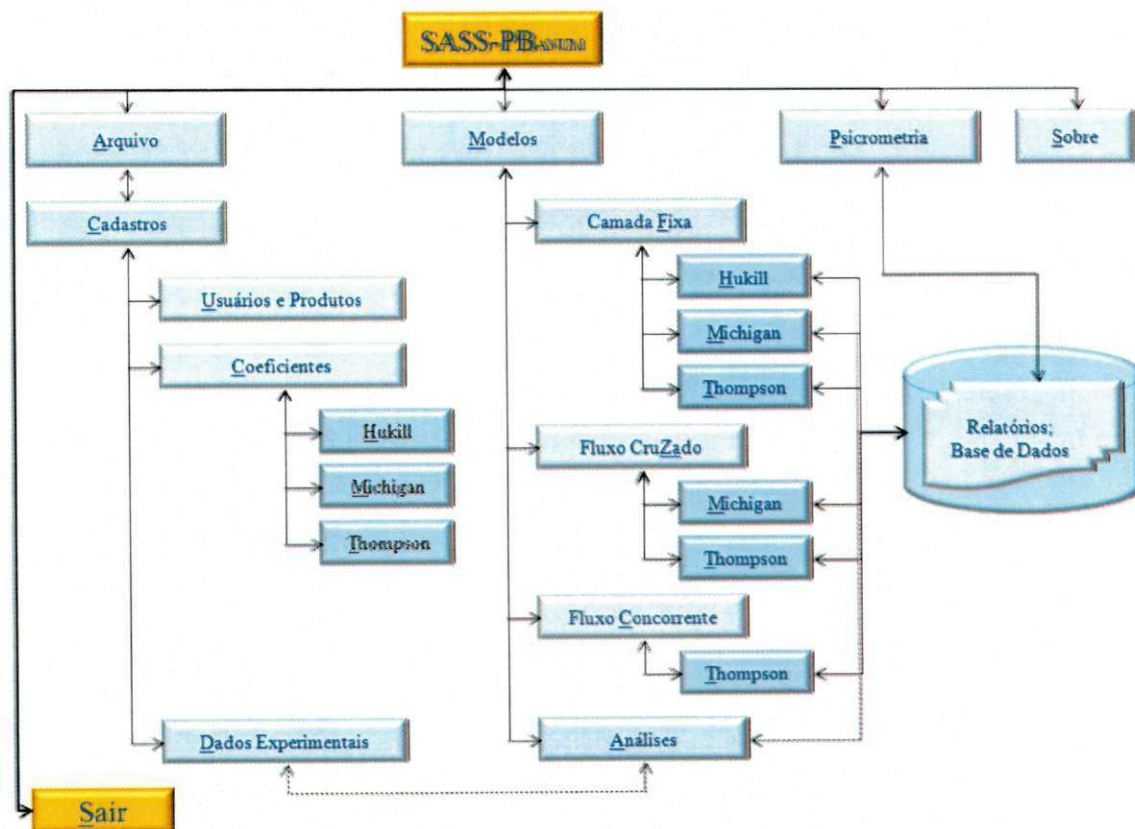 SASS-PB
Arquivo
Modelos
Psicrometria
Sobre
Cadastros
Camada Fixa
Hukill
Usuários e Produtos
Michigan
Coeficientes
Thompson
Relatórios;
Base de Dados
Hukill
Fluxo CruZado
Michigan
Michigan
Thompson
Thompson
Fluxo Concorrente
Thompson
Dados Experimentais
Análises
Sair